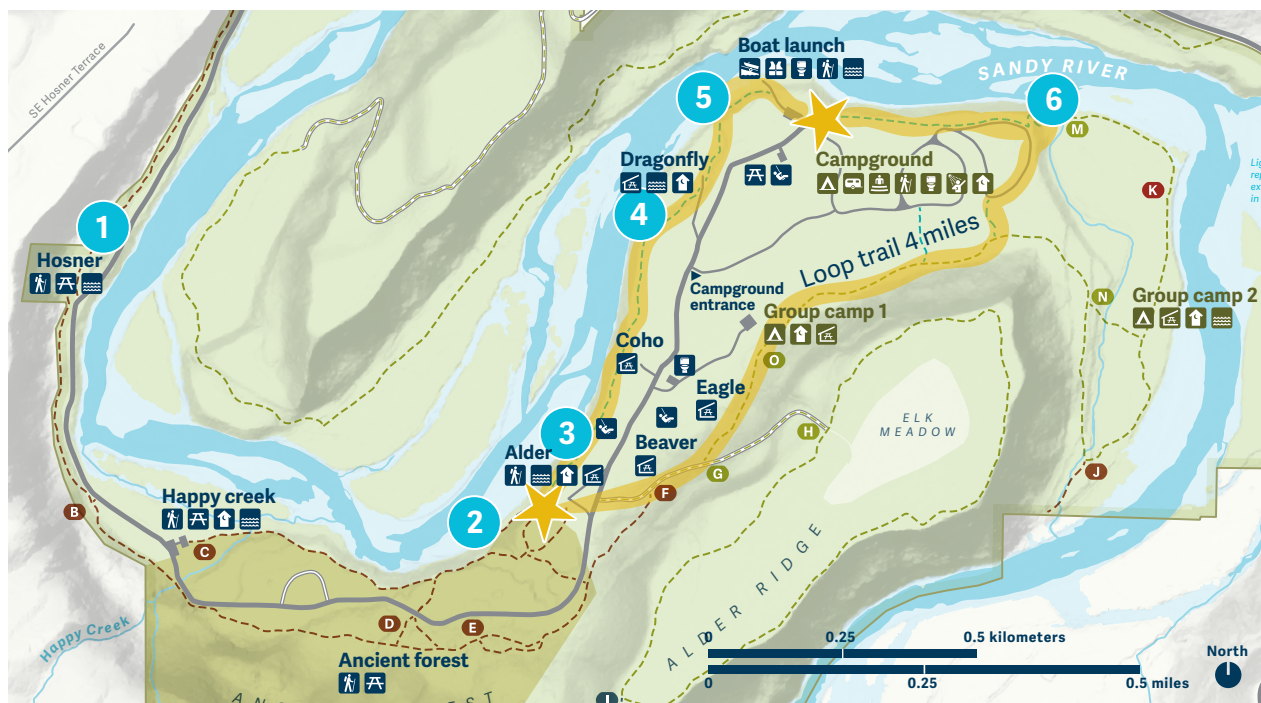 SE Hosner Terrace
Boat launch
SANDY RIVER
5
6
M
Dragonfly
Campground
K
4
1
Hosner
Loop trail 4 miles
Campground
entrance
N
Group camp 2
Group camp 1
Coho
O
Eagle
ELK
MEADOW
H
3
Alder
Beaver
G
J
F
Happy creek
2
B
C
ALDER RIDGE
D
E
Happy Creek
Ancient forest
0
0.25
0.5 kilometers
North
0
0.25
0.5 miles